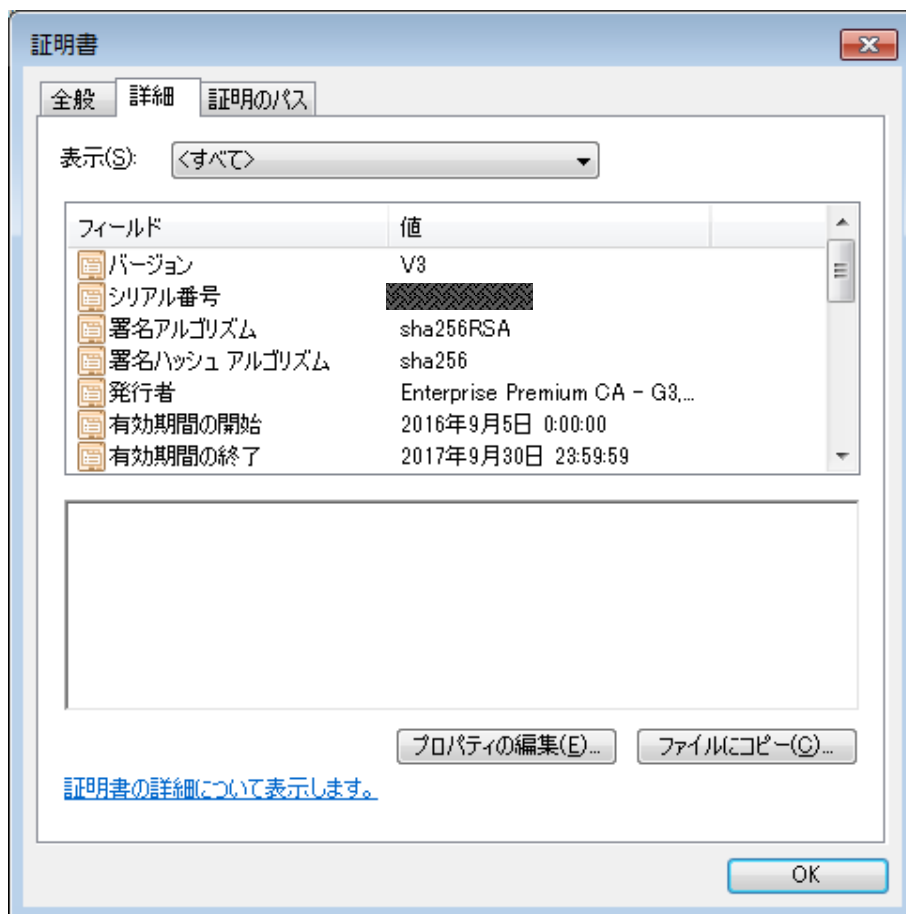 証明書
全般 詳細 証明のパス
表示(S): <すべて>
フィールド 値
バージョン V3
シリアル番号
署名アルゴリズム sha256RSA
署名ハッシュ アルゴリズム sha256
発行者 Enterprise Premium CA - G3,...
有効期間の開始 2016年9月5日 0:00:00
有効期間の終了 2017年9月30日 23:59:59
プロパティの編集(E)... ファイルにコピー(C)...
証明書の詳細について表示します。
OK